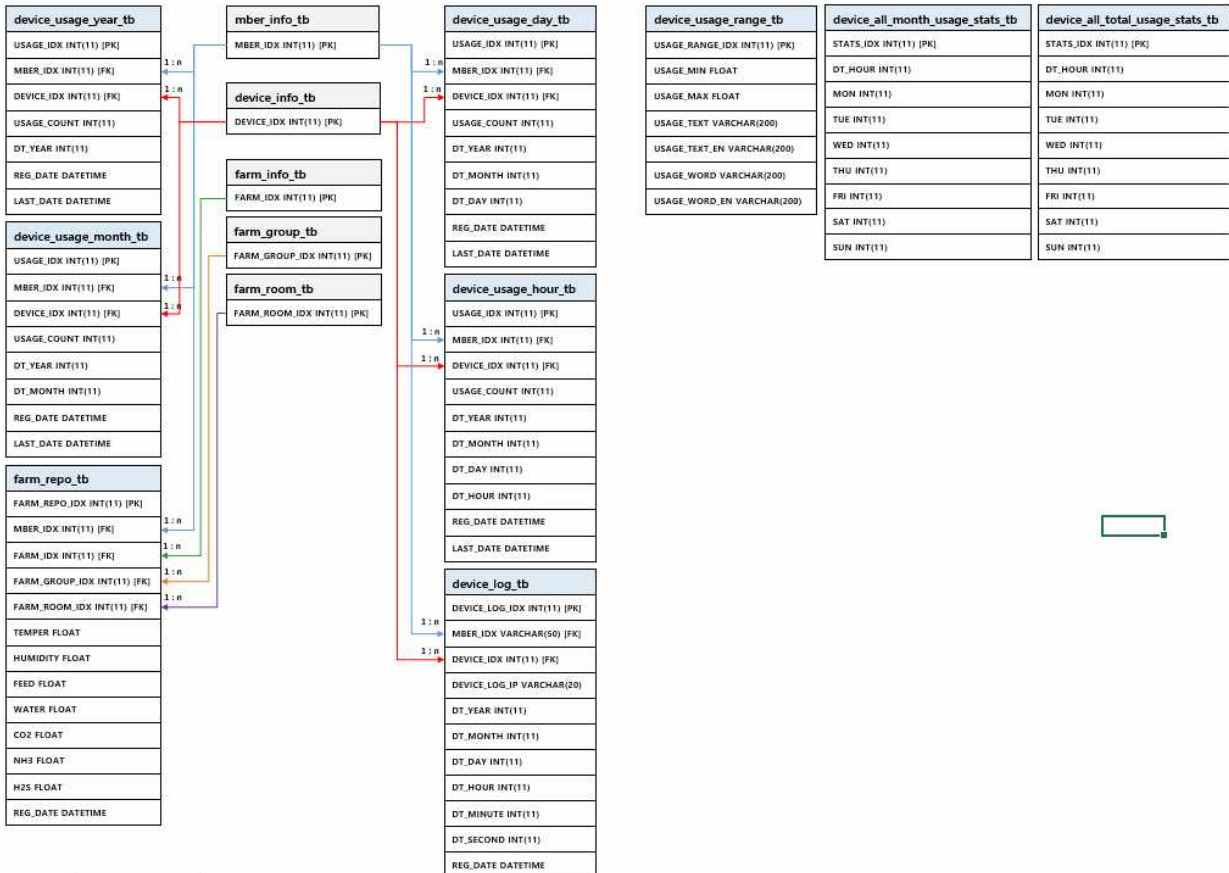 device_usage_year_tb
USAGE_IDX INT(11) [PK]
MBER_IDX INT(11) [FK]
DEVICE_IDX INT(11) [FK]
USAGE_COUNT INT(11)
DT_YEAR INT(11)
REG_DATE DATETIME
LAST_DATE DATETIME
device_usage_month_tb
USAGE_IDX INT(11) [PK]
MBER_IDX INT(11) [FK]
DEVICE_IDX INT(11) [FK]
USAGE_COUNT INT(11)
DT_YEAR INT(11)
DT_MONTH INT(11)
REG_DATE DATETIME
LAST_DATE DATETIME
farm_repo_tb
FARM_REPO_IDX INT(11) [PK]
MBER_IDX INT(11) [FK]
FARM_IDX INT(11) [FK]
FARM_GROUP_IDX INT(11) [FK]
FARM_ROOM_IDX INT(11) [FK]
TEMPER FLOAT
HUMIDITY FLOAT
FEED FLOAT
WATER FLOAT
CO2 FLOAT
NH3 FLOAT
H2S FLOAT
REG_DATE DATETIME
1:n
1:n
1:n
1:n
1:n
1:n
1:n
1:n
mber_info_tb
MBER_IDX INT(11) [PK]
device_info_tb
DEVICE_IDX INT(11) [PK]
farm_info_tb
FARM_IDX INT(11) [PK]
farm_group_tb
FARM_GROUP_IDX INT(11) [PK]
farm_room_tb
FARM_ROOM_IDX INT(11) [PK]
1:n
1:n
1:n
1:n
1:n
1:n
device_usage_day_tb
USAGE_IDX INT(11) [PK]
MBER_IDX INT(11) [FK]
DEVICE_IDX INT(11) [FK]
USAGE_COUNT INT(11)
DT_YEAR INT(11)
DT_MONTH INT(11)
DT_DAY INT(11)
REG_DATE DATETIME
LAST_DATE DATETIME
device_usage_hour_tb
USAGE_IDX INT(11) [PK]
MBER_IDX INT(11) [FK]
DEVICE_IDX INT(11) [FK]
USAGE_COUNT INT(11)
DT_YEAR INT(11)
DT_MONTH INT(11)
DT_DAY INT(11)
DT_HOUR INT(11)
REG_DATE DATETIME
LAST_DATE DATETIME
device_log_tb
DEVICE_LOG_IDX INT(11) [PK]
MBER_IDX VARCHAR(50) [FK]
DEVICE_IDX INT(11) [FK]
DEVICE_LOG_IP VARCHAR(20)
DT_YEAR INT(11)
DT_MONTH INT(11)
DT_DAY INT(11)
DT_HOUR INT(11)
DT_MINUTE INT(11)
DT_SECOND INT(11)
REG_DATE DATETIME
device_usage_range_tb
USAGE_RANGE_IDX INT(11) [PK]
USAGE_MIN FLOAT
USAGE_MAX FLOAT
USAGE_TEXT VARCHAR(200)
USAGE_TEXT_EN VARCHAR(200)
USAGE_WORD VARCHAR(200)
USAGE_WORD_EN VARCHAR(200)
device_all_month_usage_stats_tb
STATS_IDX INT(11) [PK]
DT_HOUR INT(11)
MON INT(11)
TUE INT(11)
WED INT(11)
THU INT(11)
FRI INT(11)
SAT INT(11)
SUN INT(11)
device_all_total_usage_stats_tb
STATS_IDX INT(11) [PK]
DT_HOUR INT(11)
MON INT(11)
TUE INT(11)
WED INT(11)
THU INT(11)
FRI INT(11)
SAT INT(11)
SUN INT(11)